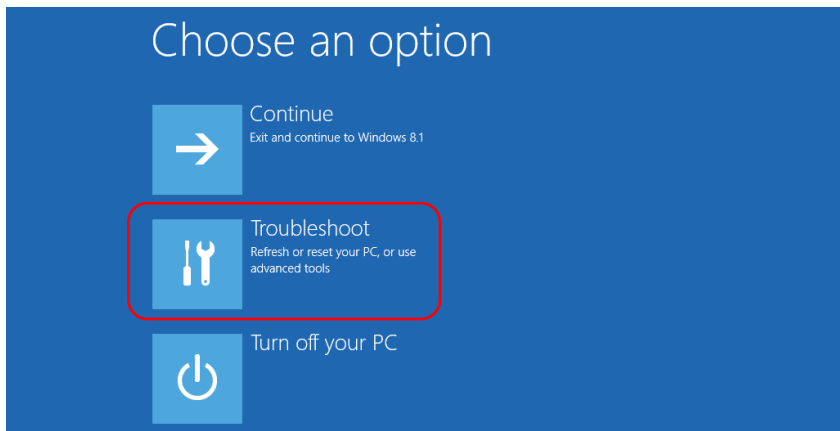 Choose an option
Continue
Exit and continue to Windows 8.1
Troubleshoot
Refresh or reset your PC, or use
advanced tools
Turn off your PC